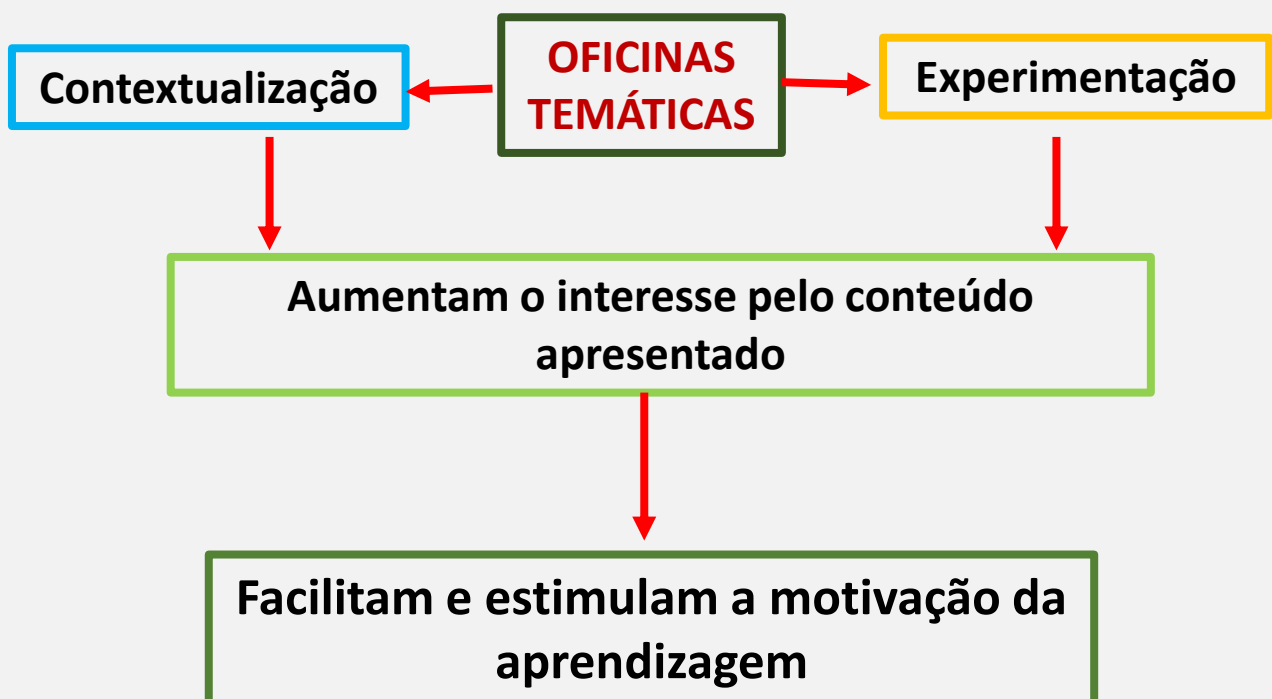 Contextualização
OFICINAS
TEMÁTICAS
Experimentação
Aumentam o interesse pelo conteúdo
apresentado
Facilitam e estimulam a motivação da
aprendizagem